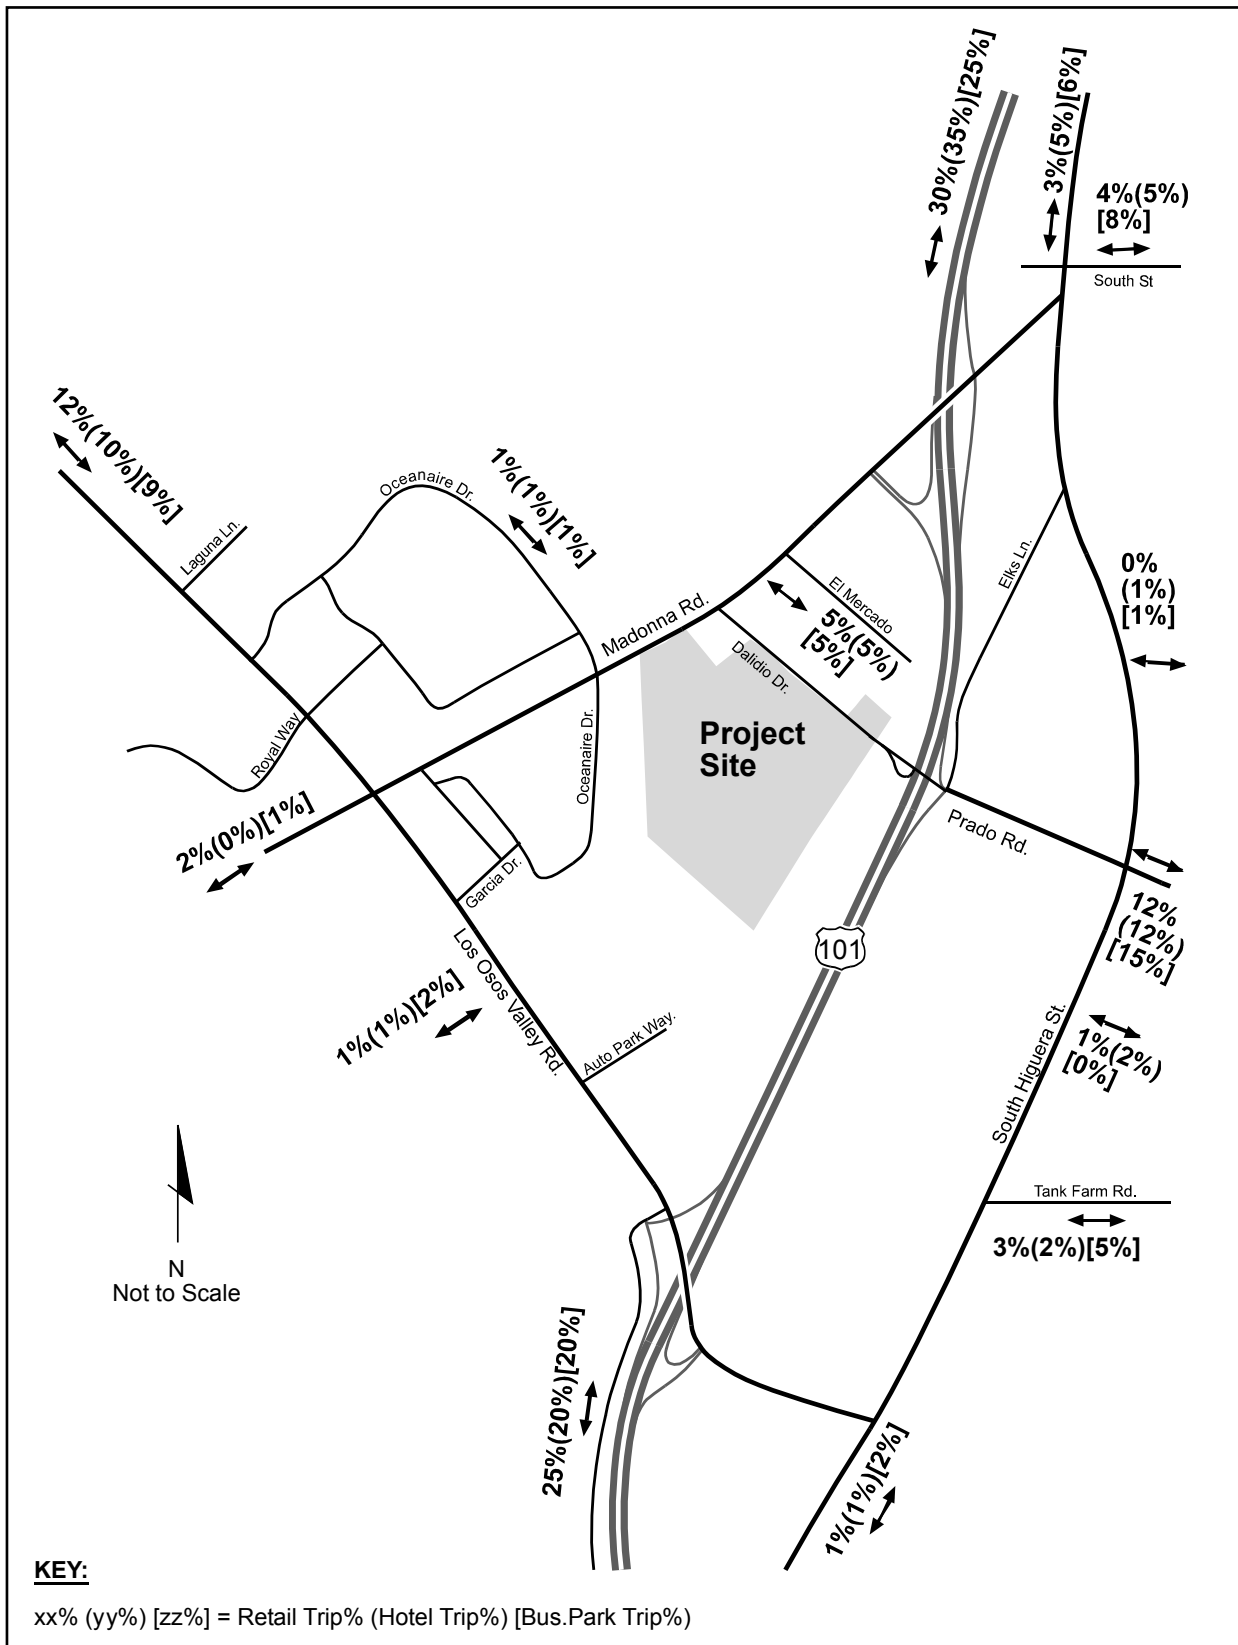 30%(35%)[25%]
3%(5%)[6%]
4%(5%)
[8%]
South St
12%(10%)[9%]
Laguna Ln.
Oceanaire Dr.
1%(1%)[1%]
Madonna Rd.
El Mercado
5%(5%)
[5%]
Dalidio Dr.
Elks Ln.
0%
(1%)
[1%]
Royal Way
Oceanaire Dr.
Project
Site
2%(0%)[1%]
Prado Rd.
Garcia Dr.
12%
(12%)
[15%]
101
Los Osos Valley Rd.
1%(1%)[2%]
Auto Park Way.
South Higuera St.
1%(2%)
[0%]
Tank Farm Rd.
3%(2%)[5%]
N
Not to Scale
25%(20%)[20%]
1%(1%)[2%]
KEY:
xx% (yy%) [zz%] = Retail Trip% (Hotel Trip%) [Bus.Park Trip%)